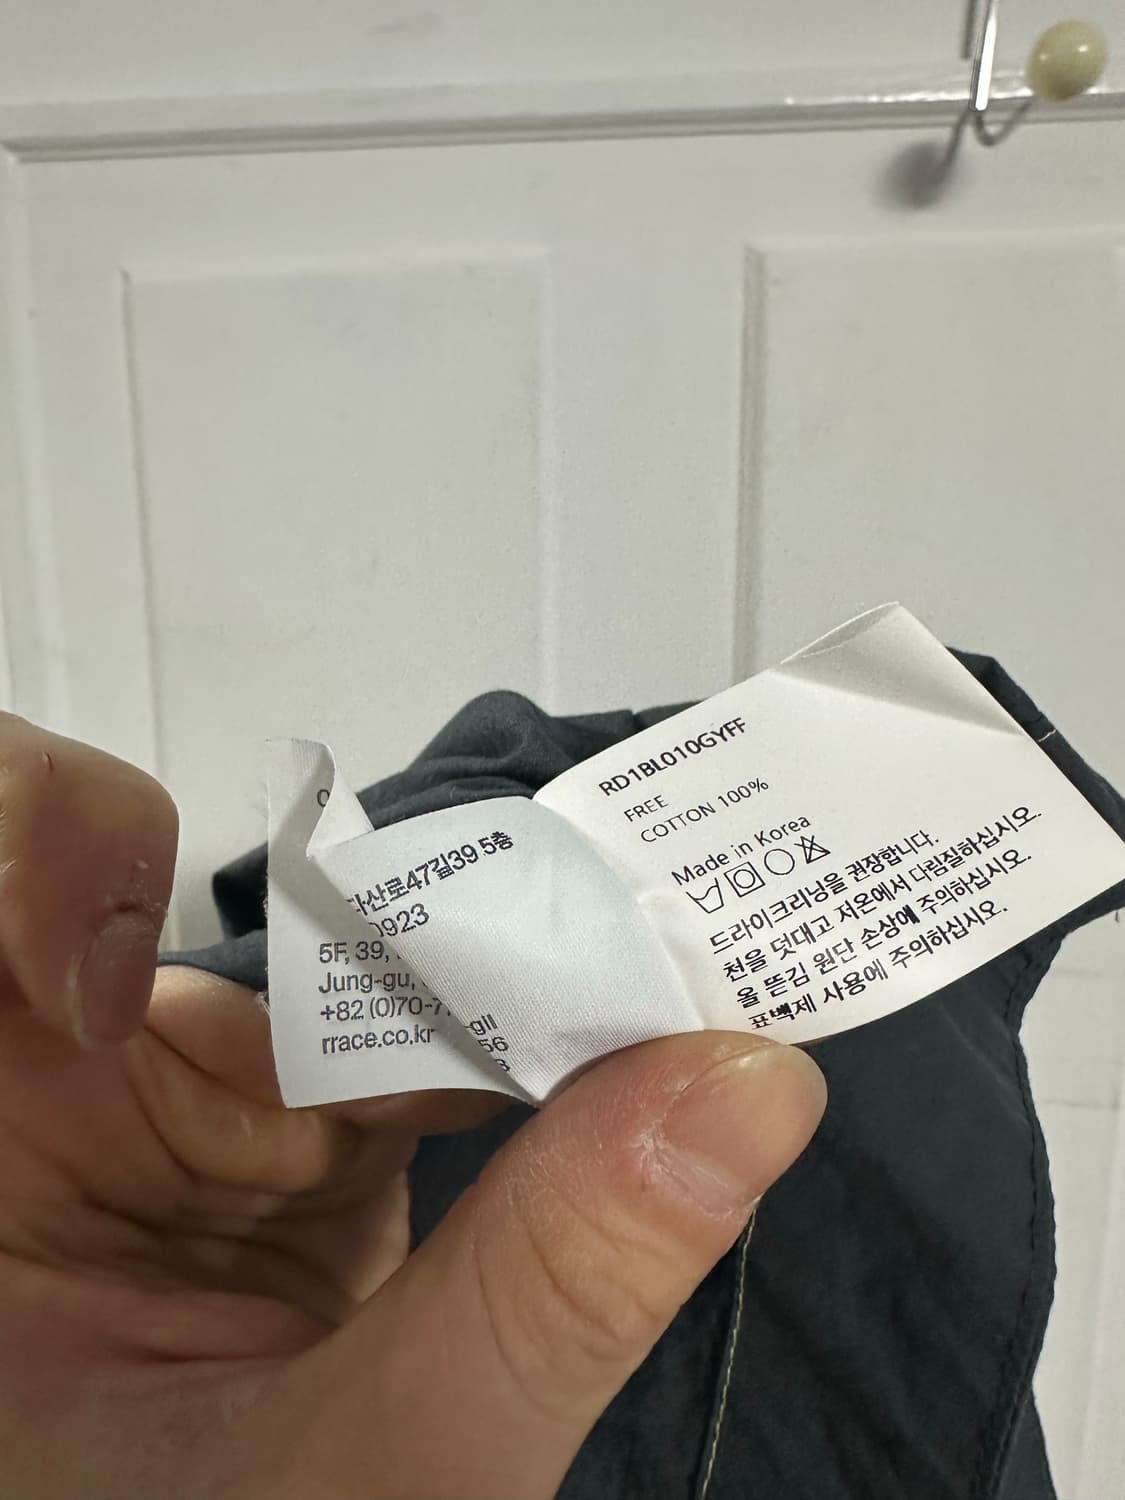 5층
산로47길39
0923
5F, 39,
Jung-gu,
+82 (0)70-7
rrace.co.kr
-gil
56
RD1BL010GYFF
FREE
COTTON 100%
Made in Korea
드라이크리닝을 권장합니다.
천을 덧대고 저온에서 다림질하십시오.
올 뜯김 원단 손상에 주의하십시오.
표백제 사용에 주의하십시오.